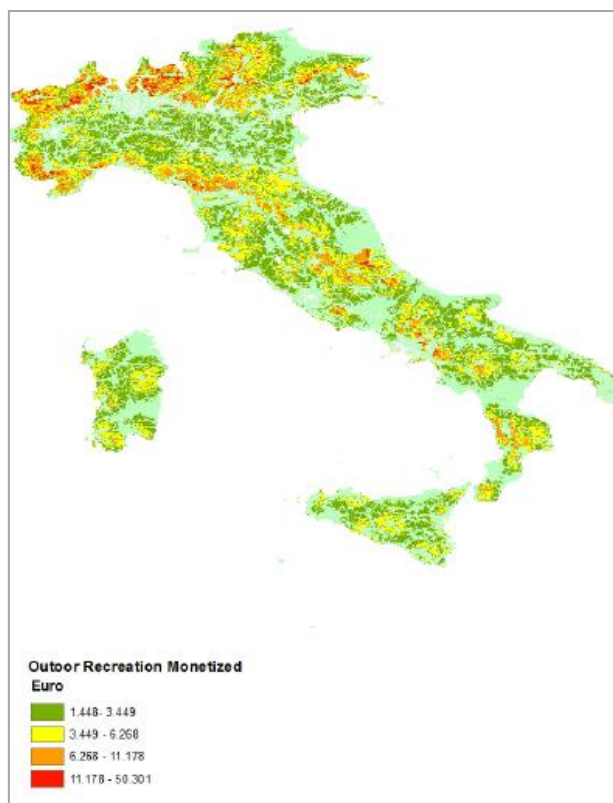 Outoor Recreation Monetized
Euro
1.448- 3.449
3.449 - 6.268
6.268 - 11.178
11.178 - 50.301